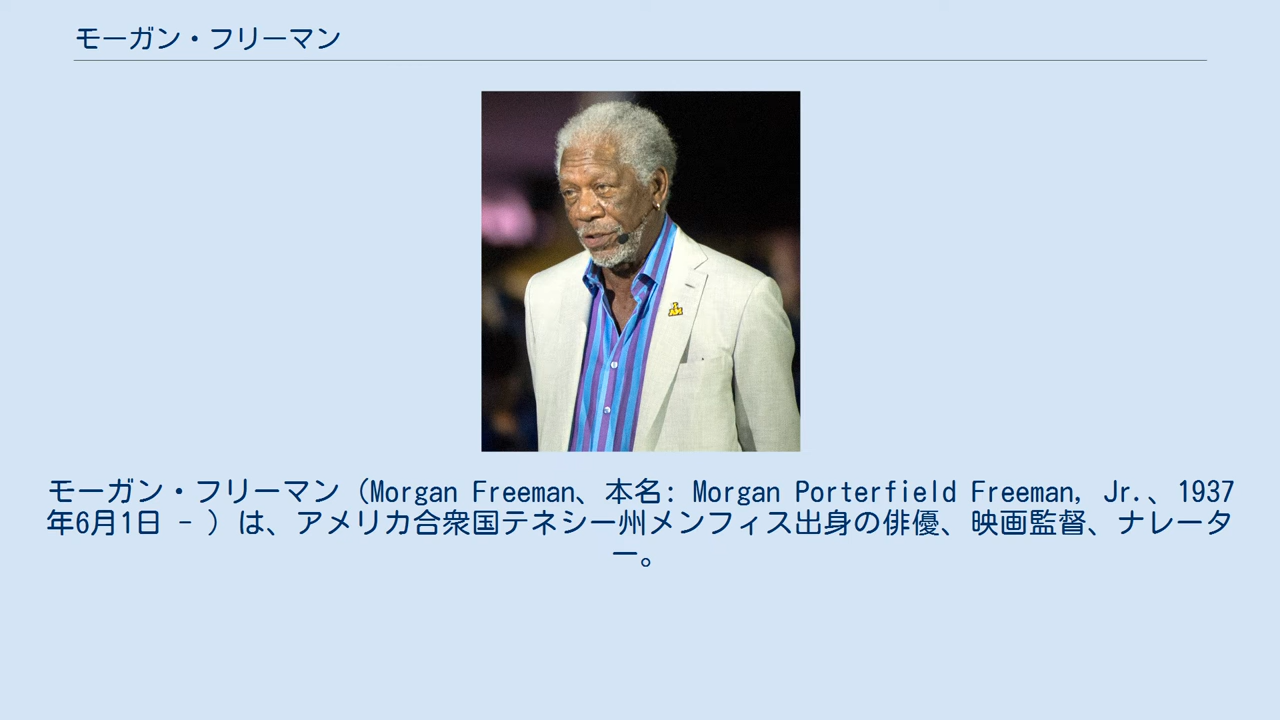 モーガン・フリーマン
モーガン・フリーマン（Morgan Freeman、本名: Morgan Porterfield Freeman, Jr.、1937
年6月1日 - ）は、アメリカ合衆国テネシー州メンフィス出身の俳優、映画監督、ナレータ
ー。